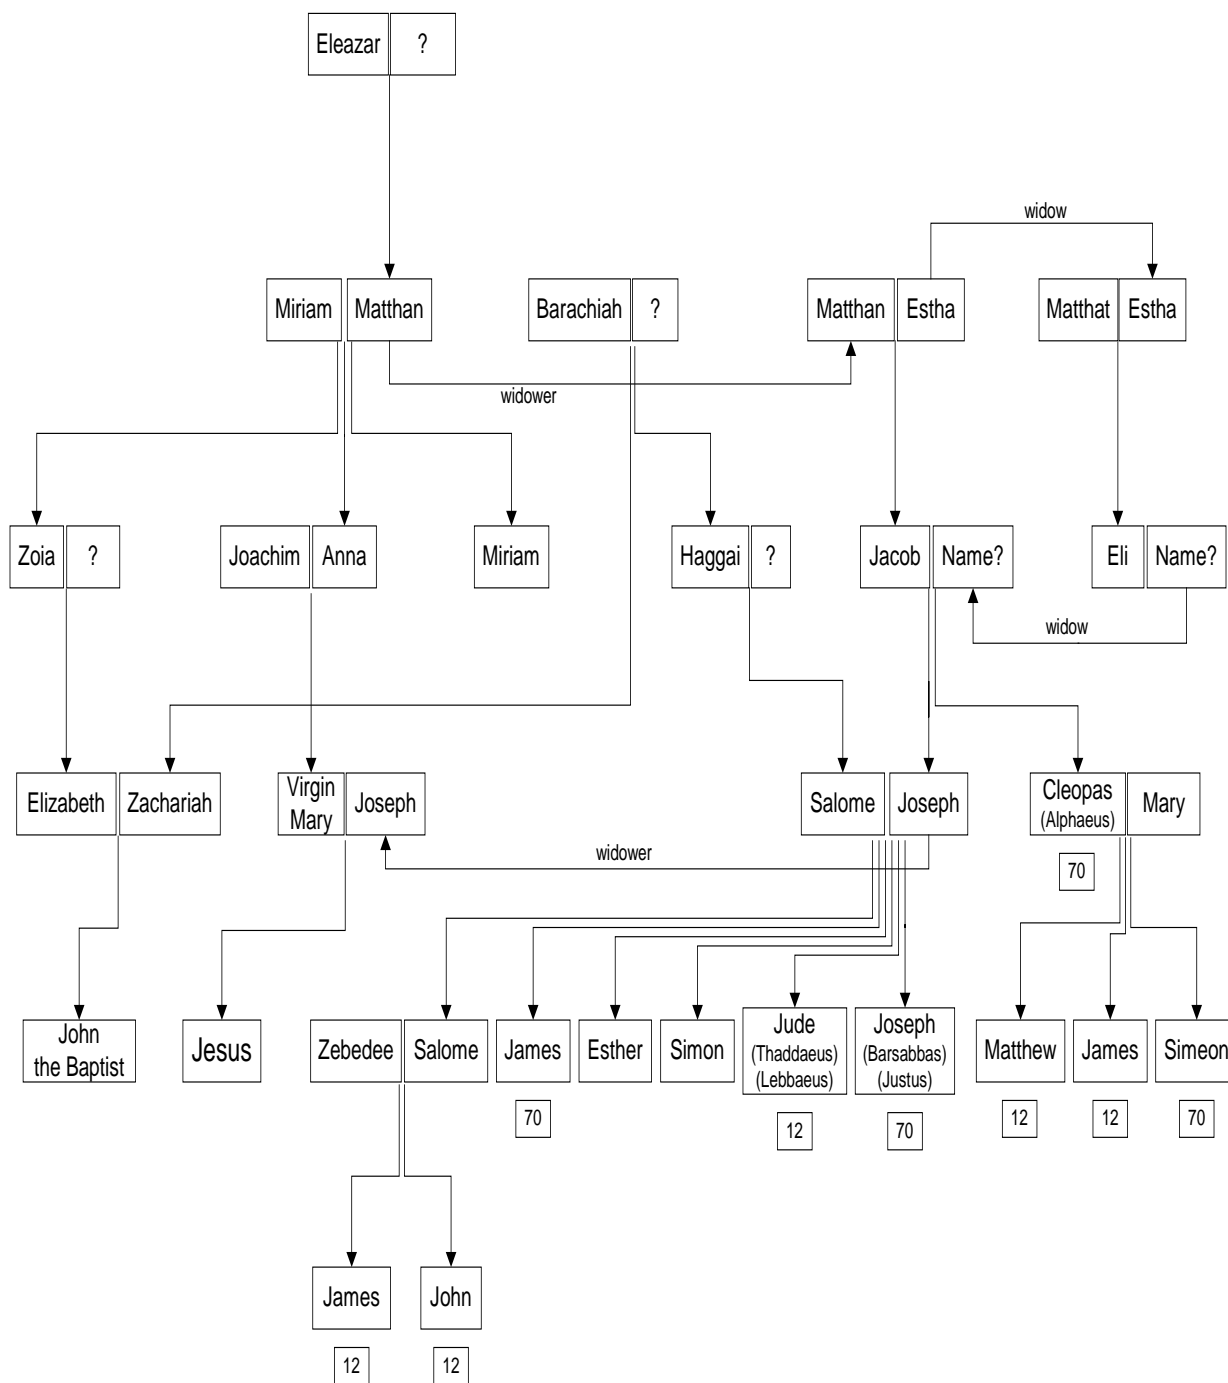 Eleazar ?
widow
Miriam Matthan Barachiah ? Matthan Estha Matthat Estha
widower
Zoia ? Joachim Anna Miriam Haggai ? Jacob Name? Eli Name?
widow
Elizabeth Zachariah Virgin Mary Joseph Salome Joseph Cleopas (Alphaeus) Mary
widower
70
John
the Baptist
Jesus
Zebedee Salome James Esther Simon
Jude
(Thaddaeus)
(Lebbaeus)
Joseph
(Barsabbas)
(Justus)
Matthew James Simeon
70 12 70 12 12 70
James John
12 12